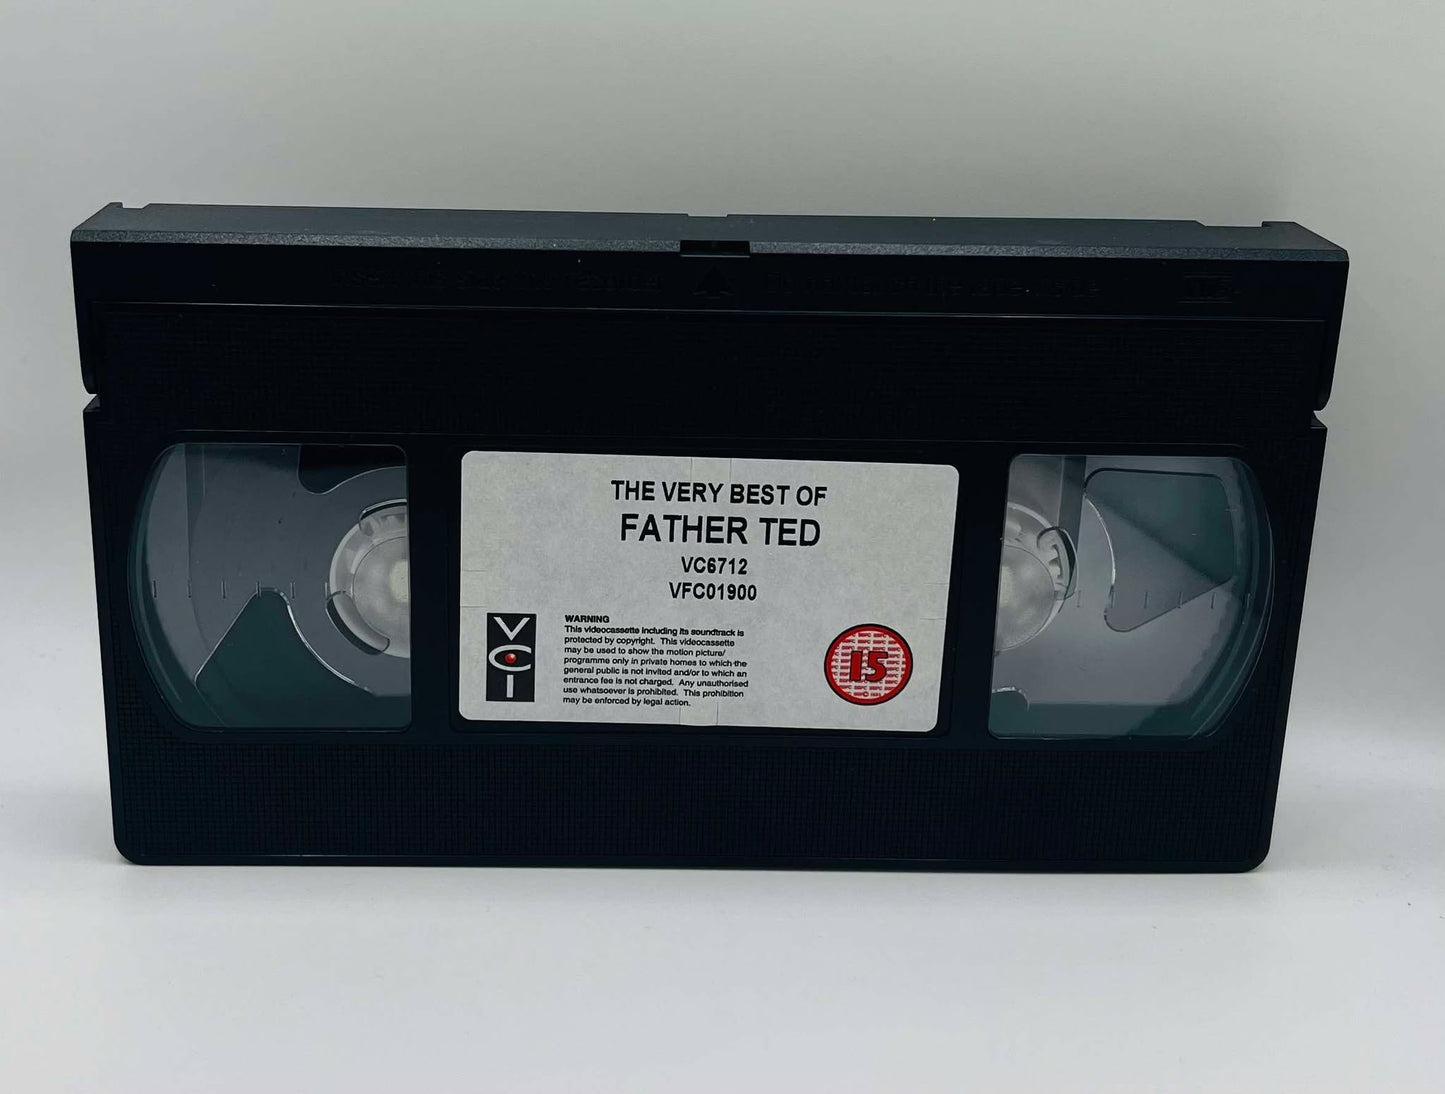 THE VERY BEST OF
FATHER TED
VC6712
VFC01900
VCI
WARNING
This videocassette including its soundtrack is
protected by copyright. This videocassette
may be used to show the motion picture/
programme only in private homes to which the
general public is not invited and/or to which an
entrance fee is not charged. Any unauthorised
use whatsoever is prohibited. This prohibition
may be enforced by legal action.
15